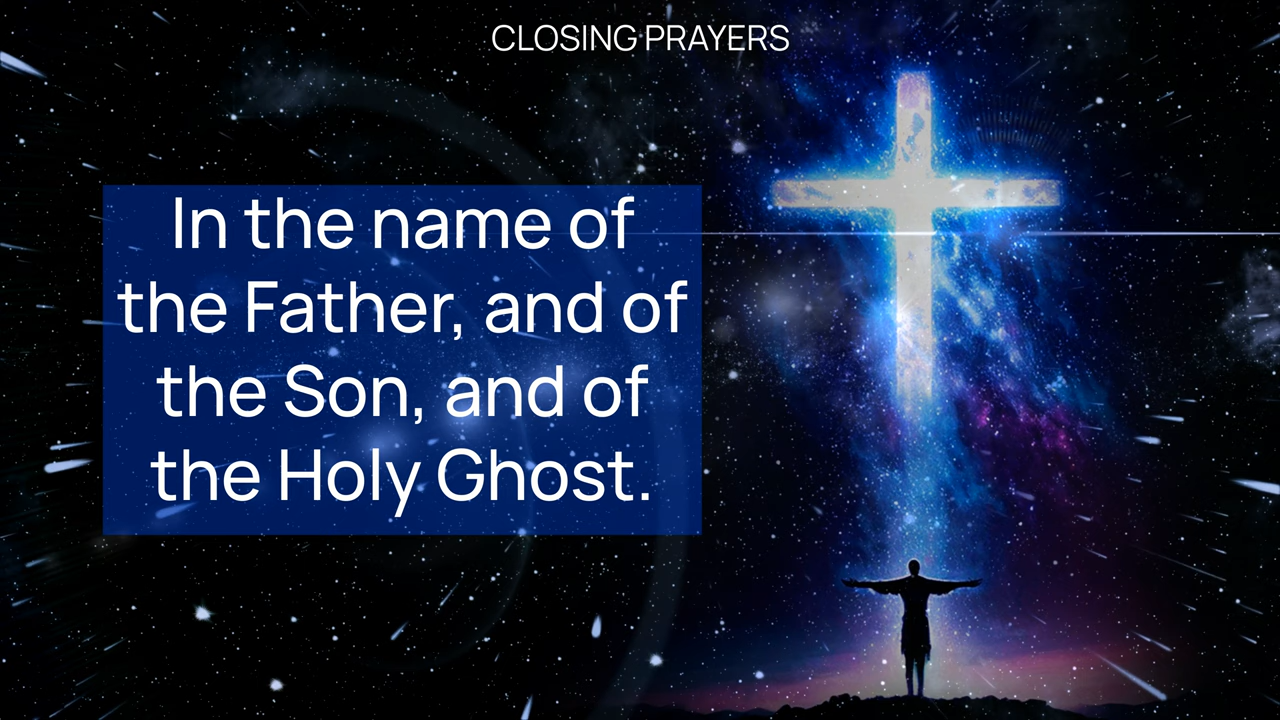 CLOSING PRAYERS
In the name of
the Father, and of
the Son, and of
the Holy Ghost.